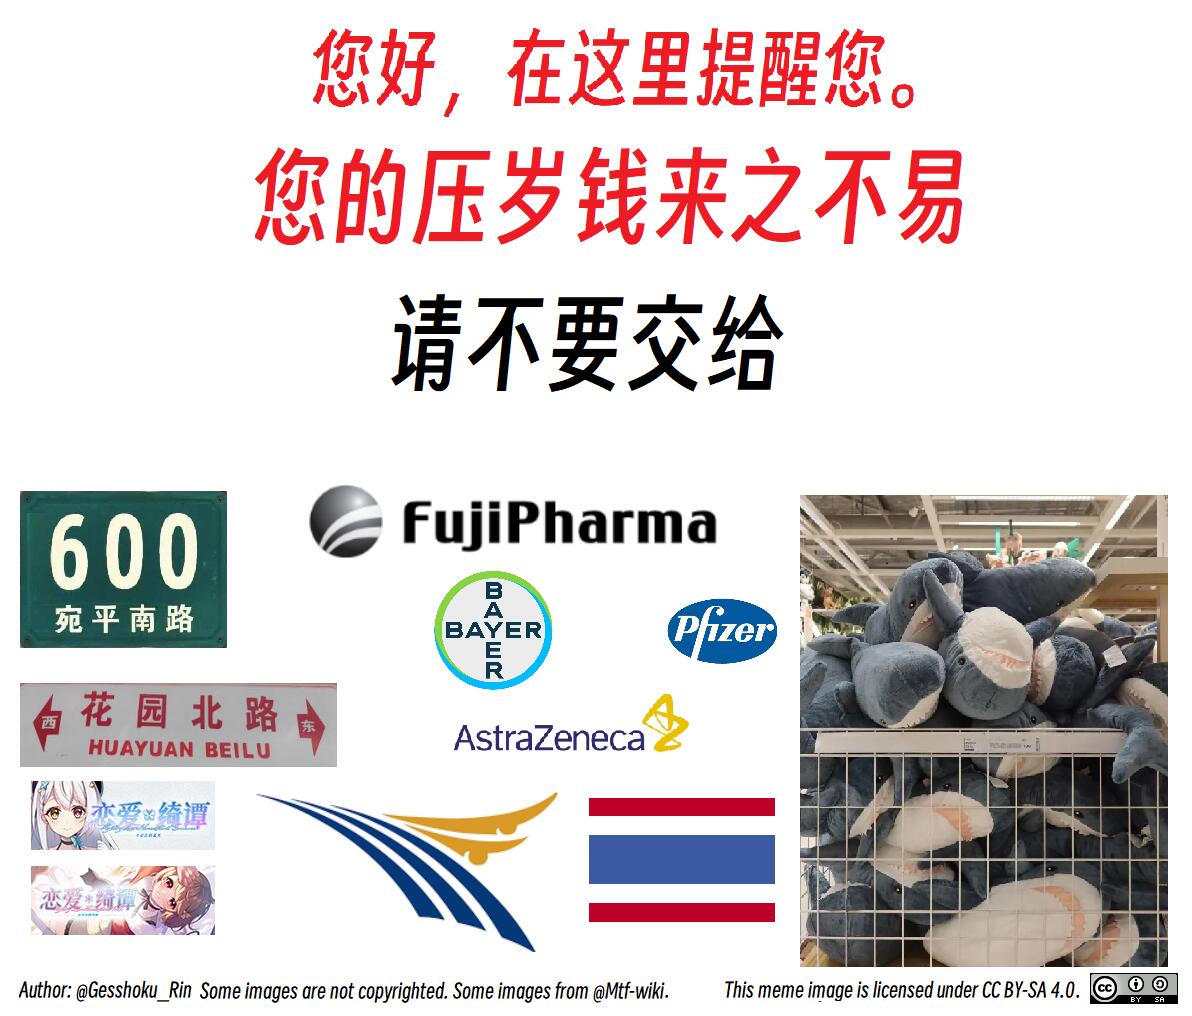 您好，在这里提醒您。
您的压岁钱来之不易
请不要交给
600
宛平南路
FujiPharma
BAYER
BAYER
Pfizer
AstraZeneca
西 花园北路 东
HUAYUAN BEILU
恋爱绮谭
恋爱绮谭
Author: @Gesshoku_Rin Some images are not copyrighted. Some images from @Mtf-wiki.
This meme image is licensed under CC BY-SA 4.0.
cc
BY SA